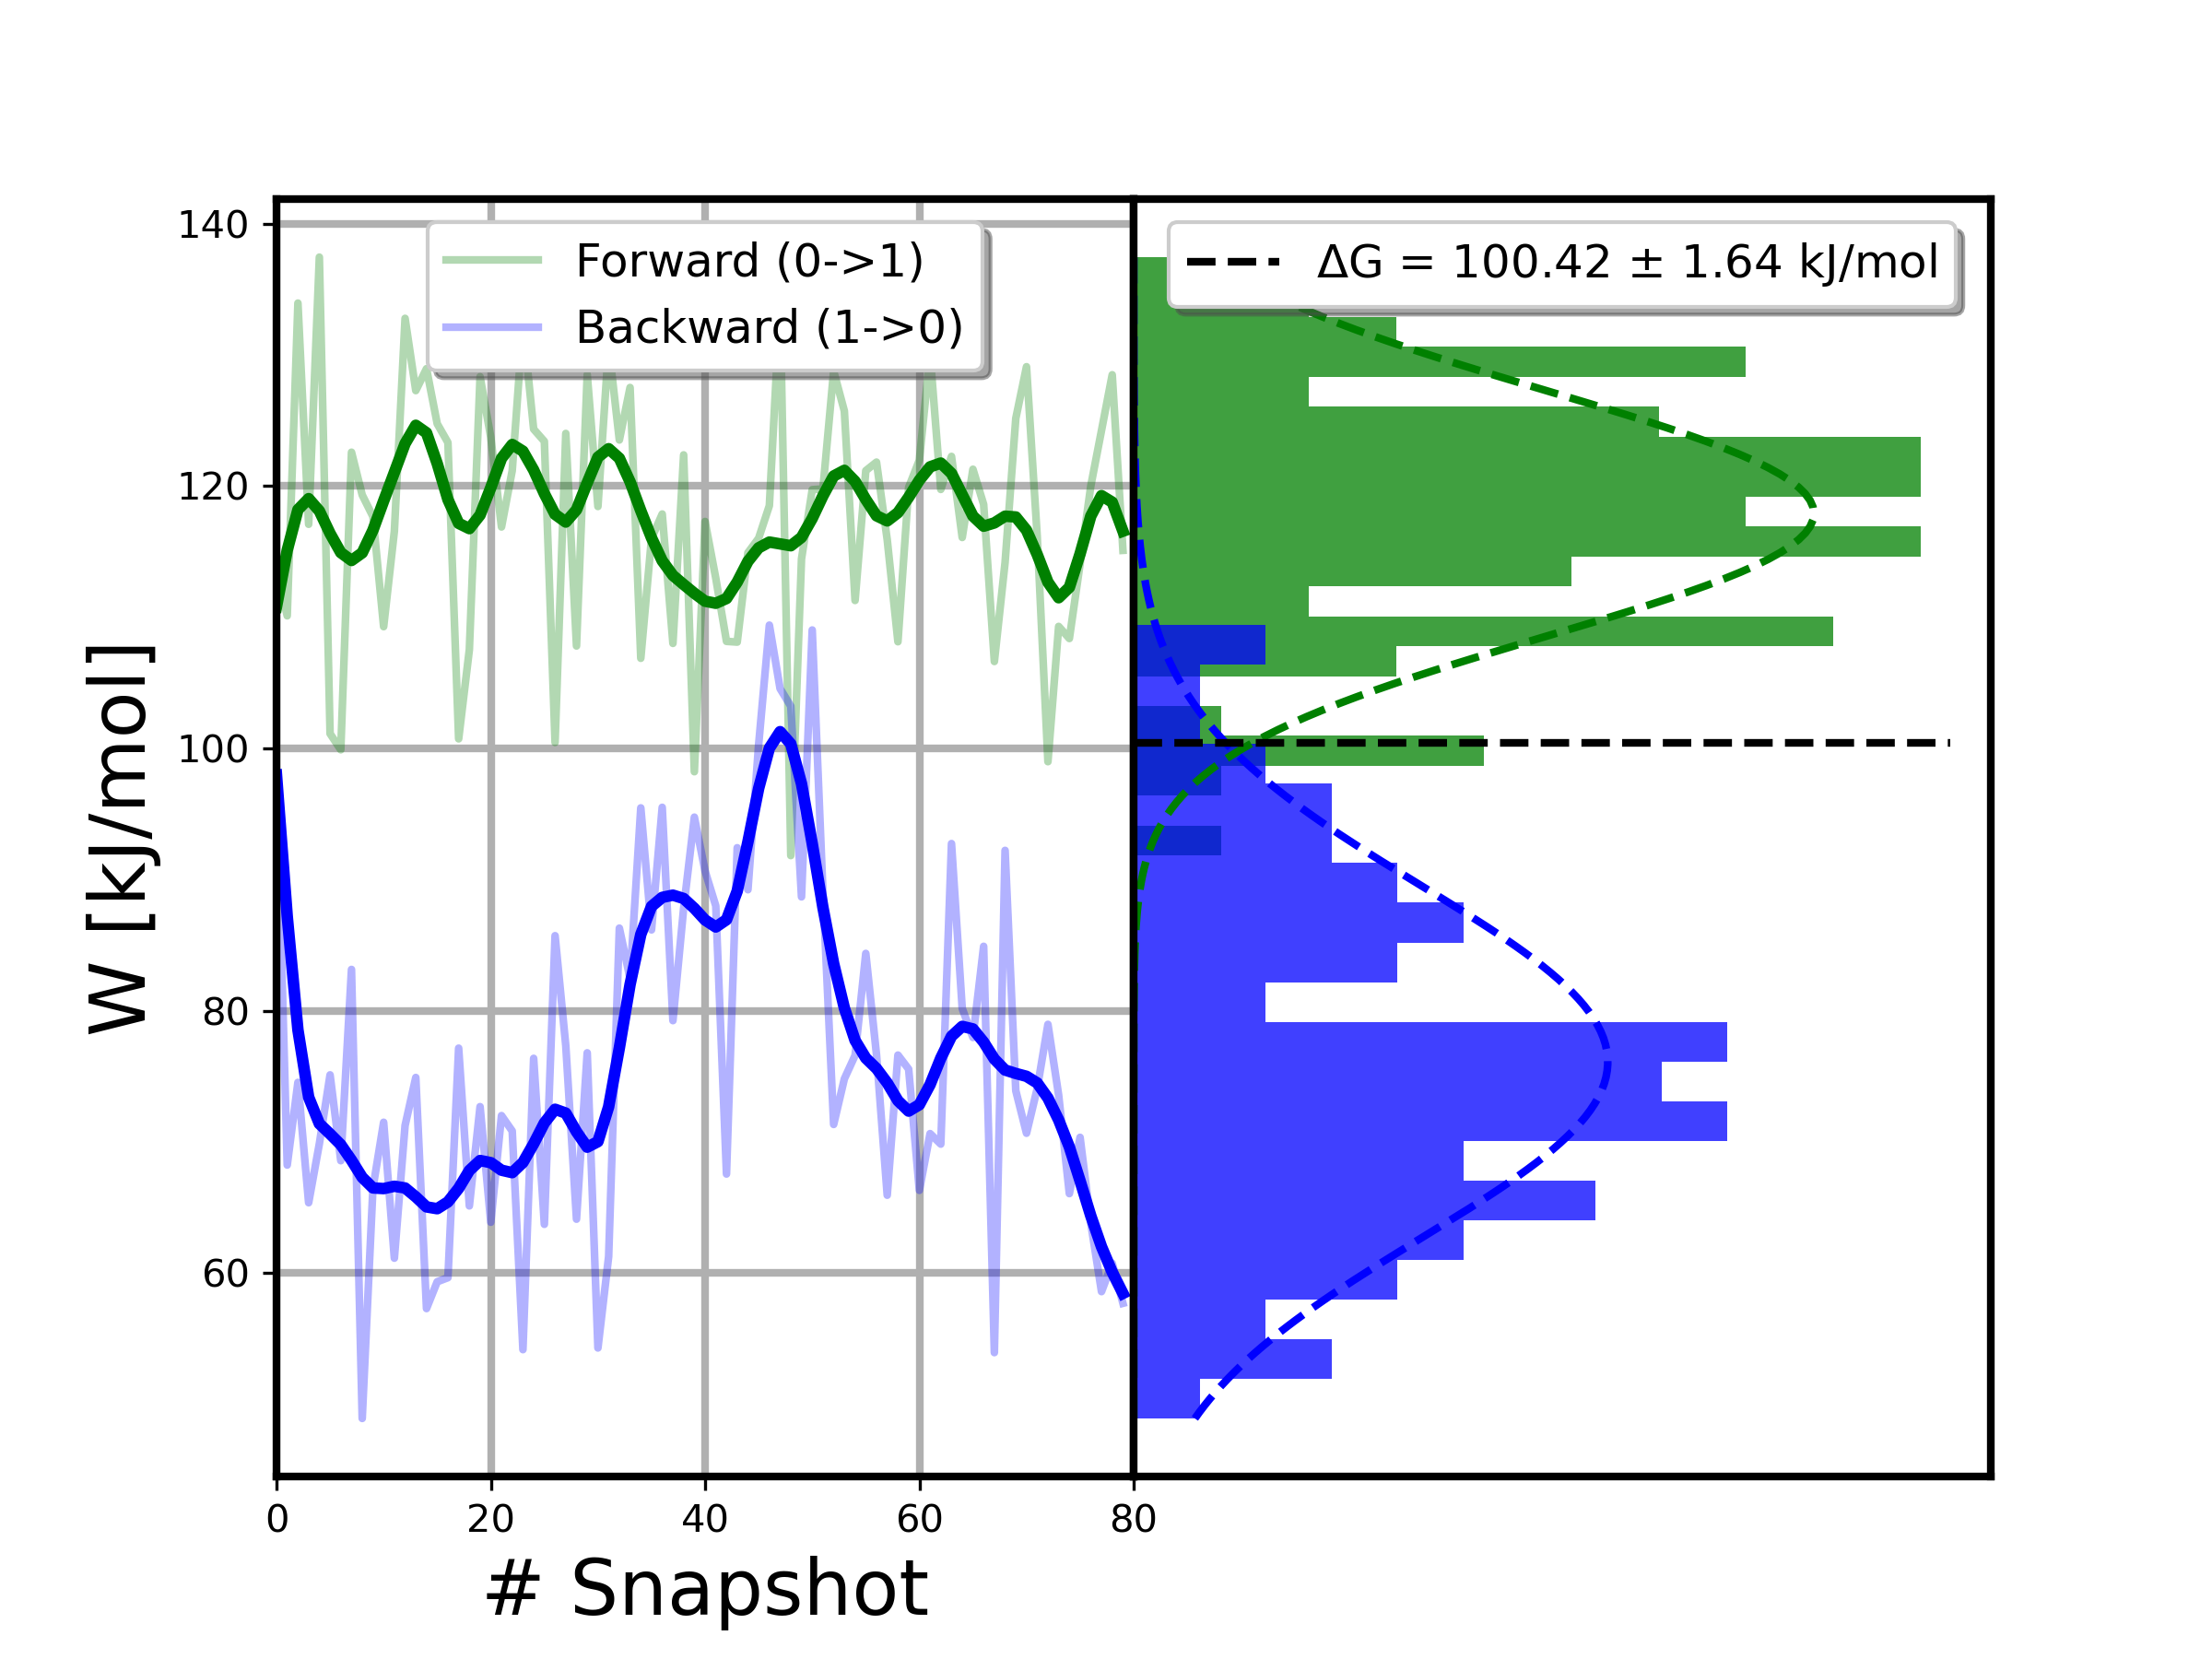 140
120
100
80
60
W [kJ/mol]
Forward (0->1)
Backward (1->0)
ΔG = 100.42 ± 1.64 kJ/mol
0 20 40 60 80
# Snapshot